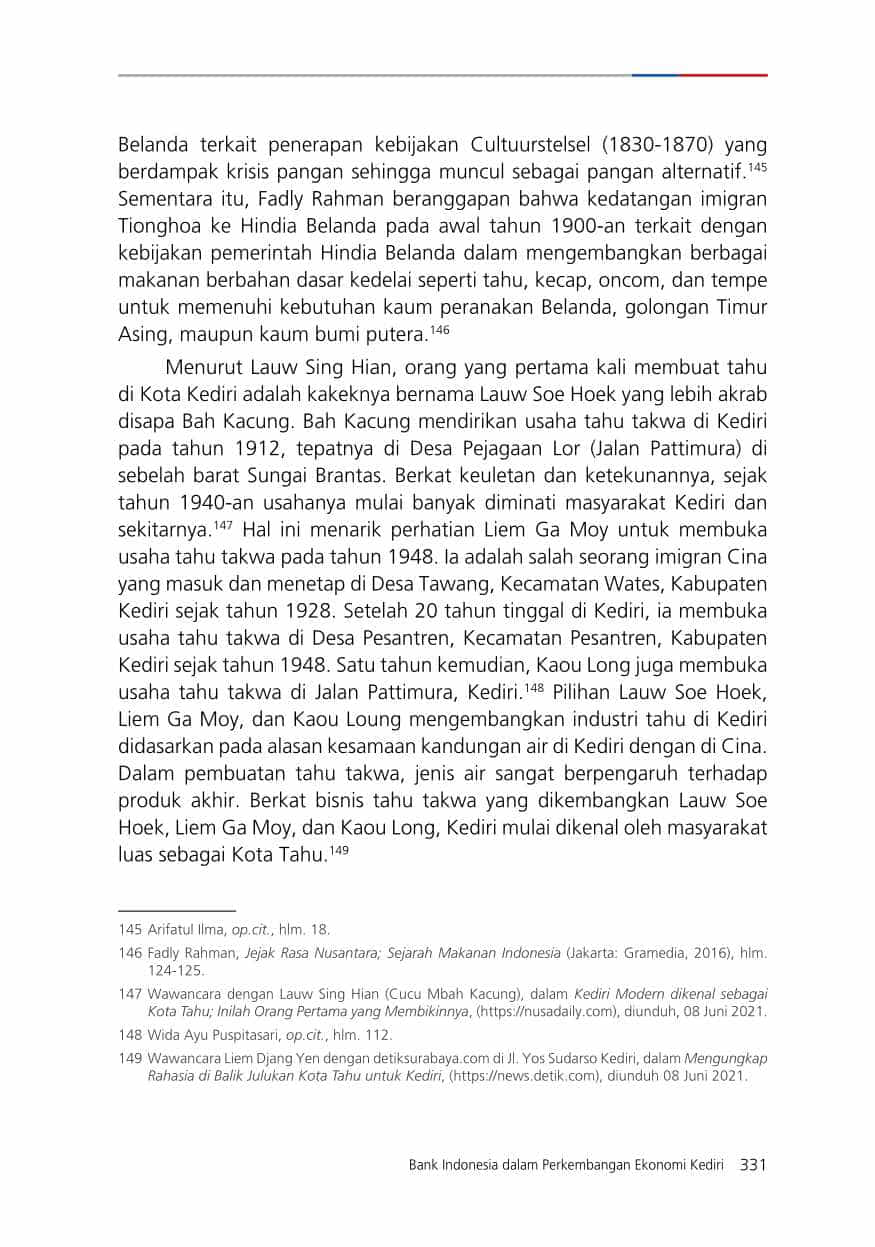 Belanda terkait penerapan kebijakan Cultuurstelsel (1830-1870) yang
berdampak krisis pangan sehingga muncul sebagai pangan alternatif.145
Sementara itu, Fadly Rahman beranggapan bahwa kedatangan imigran
Tionghoa ke Hindia Belanda pada awal tahun 1900-an terkait dengan
kebijakan pemerintah Hindia Belanda dalam mengembangkan berbagai
makanan berbahan dasar kedelai seperti tahu, kecap, oncom, dan tempe
untuk memenuhi kebutuhan kaum peranakan Belanda, golongan Timur
Asing, maupun kaum bumi putera.146
Menurut Lauw Sing Hian, orang yang pertama kali membuat tahu
di Kota Kediri adalah kakeknya bernama Lauw Soe Hoek yang lebih akrab
disapa Bah Kacung. Bah Kacung mendirikan usaha tahu takwa di Kediri
pada tahun 1912, tepatnya di Desa Pejagaan Lor (Jalan Pattimura) di
sebelah barat Sungai Brantas. Berkat keuletan dan ketekunannya, sejak
tahun 1940-an usahanya mulai banyak diminati masyarakat Kediri dan
sekitarnya.147 Hal ini menarik perhatian Liem Ga Moy untuk membuka
usaha tahu takwa pada tahun 1948. Ia adalah salah seorang imigran Cina
yang masuk dan menetap di Desa Tawang, Kecamatan Wates, Kabupaten
Kediri sejak tahun 1928. Setelah 20 tahun tinggal di Kediri, ia membuka
usaha tahu takwa di Desa Pesantren, Kecamatan Pesantren, Kabupaten
Kediri sejak tahun 1948. Satu tahun kemudian, Kaou Long juga membuka
usaha tahu takwa di Jalan Pattimura, Kediri.148 Pilihan Lauw Soe Hoek,
Liem Ga Moy, dan Kaou Loung mengembangkan industri tahu di Kediri
didasarkan pada alasan kesamaan kandungan air di Kediri dengan di Cina.
Dalam pembuatan tahu takwa, jenis air sangat berpengaruh terhadap
produk akhir. Berkat bisnis tahu takwa yang dikembangkan Lauw Soe
Hoek, Liem Ga Moy, dan Kaou Long, Kediri mulai dikenal oleh masyarakat
luas sebagai Kota Tahu.149
145 Arifatul Ilma, op.cit., hlm. 18.
146 Fadly Rahman, Jejak Rasa Nusantara; Sejarah Makanan Indonesia (Jakarta: Gramedia, 2016), hlm.
124-125.
147 Wawancara dengan Lauw Sing Hian (Cucu Mbah Kacung), dalam Kediri Modern dikenal sebagai
Kota Tahu; Inilah Orang Pertama yang Membikinnya, (https://nusadaily.com), diunduh, 08 Juni 2021.
148 Wida Ayu Puspitasari, op.cit., hlm. 112.
149 Wawancara Liem Djang Yen dengan detiksurabaya.com di Jl. Yos Sudarso Kediri, dalam Mengungkap
Rahasia di Balik Julukan Kota Tahu untuk Kediri, (https://news.detik.com), diunduh 08 Juni 2021.
Bank Indonesia dalam Perkembangan Ekonomi Kediri 331